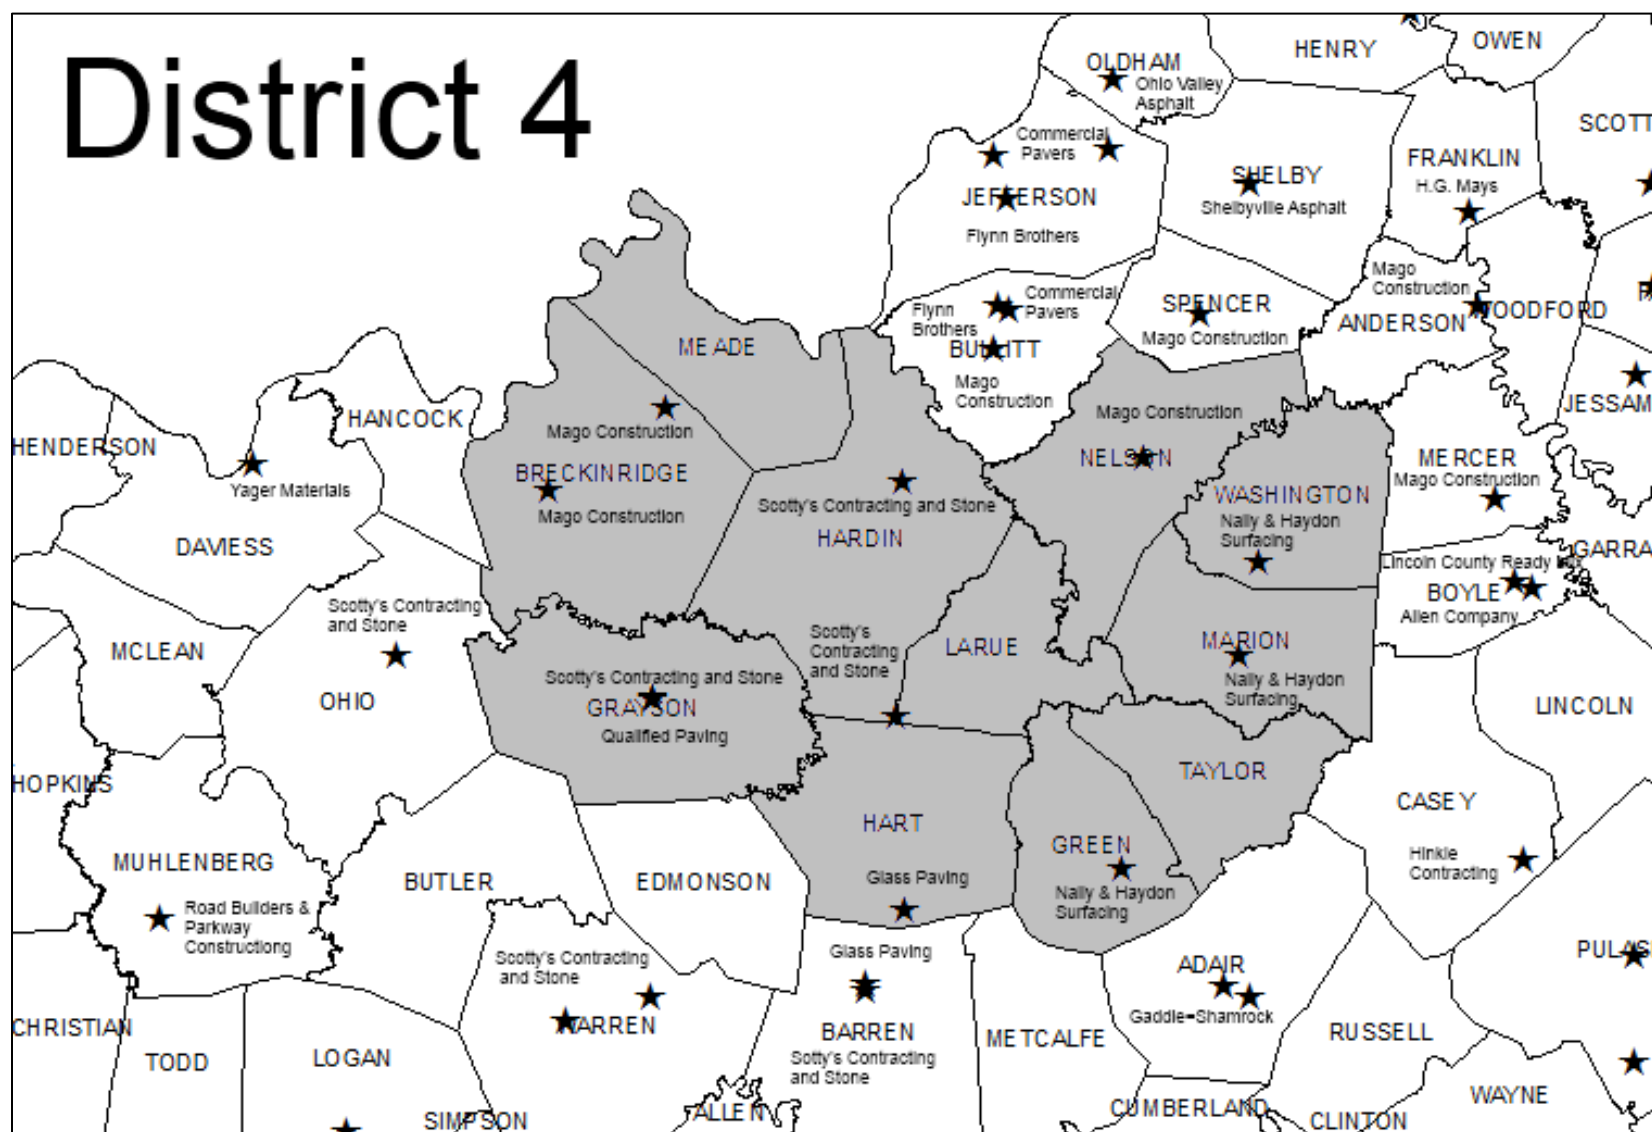 District 4
OLDHAM
HENRY
OWEN
Ohio Valley
Asphalt
SCOTT
Commercial
Pavers
JEFFERSON
Flynn Brothers
SHELBY
Shelbyville Asphalt
FRANKLIN
H.G. Mays
Mago
Construction
ANDERSON
WOODFORD
Flynn
Brothers
Commercial
Pavers
BULLITT
Mago
Construction
SPENCER
Mago Construction
JESSAM
MEADE
HANCOCK
HENDERSON
Yager Materials
DAVIESS
Mago Construction
BRECKINRIDGE
Mago Construction
Scotty's Contracting and Stone
HARDIN
Mago Construction
NELSON
WASHINGTON
Nally & Haydon
Surfacing
MERCER
Mago Construction
GARRA
Lincoln County Ready Mix
BOYLE
Allen Company
Scotty's Contracting
and Stone
MCLEAN
OHIO
Scotty's
Contracting
and Stone
LARUE
MARION
Nally & Haydon
Surfacing
LINCOLN
Scotty's Contracting and Stone
GRAYSON
Qualified Paving
HOPKINS
TAYLOR
CASEY
HART
GREEN
Hinkle
Contracting
MUHLENBERG
BUTLER
EDMONSON
Glass Paving
Nally & Haydon
Surfacing
Road Builders &
Parkway
Constructiong
Scotty's Contracting
and Stone
WARREN
Glass Paving
BARREN
Sotty's Contracting
and Stone
ADAIR
Gaddie-Shamrock
PULAS
CHRISTIAN
TODD
LOGAN
METCALFE
RUSSELL
WAYNE
SIMPSON
ALLEN
CUMBERLAND
CLINTON